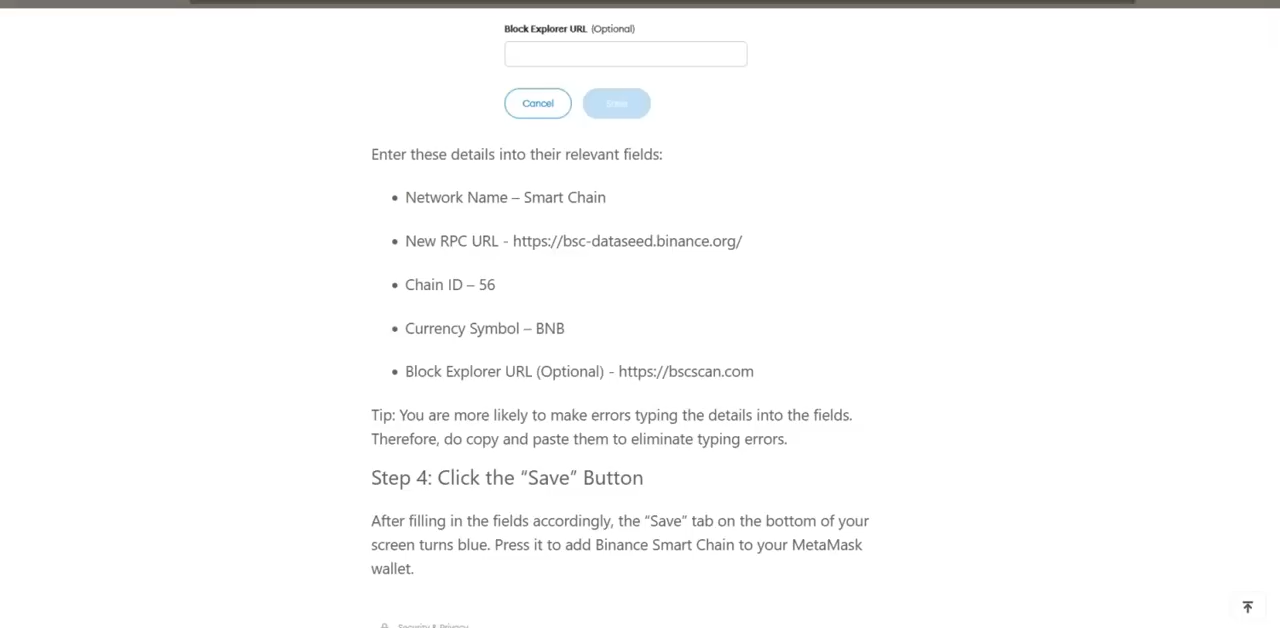 Block Explorer URL (Optional)
Cancel Save
Enter these details into their relevant fields:
• Network Name – Smart Chain
• New RPC URL - https://bsc-dataseed.binance.org/
• Chain ID – 56
• Currency Symbol – BNB
• Block Explorer URL (Optional) - https://bscscan.com
Tip: You are more likely to make errors typing the details into the fields.
Therefore, do copy and paste them to eliminate typing errors.
Step 4: Click the “Save” Button
After filling in the fields accordingly, the “Save” tab on the bottom of your
screen turns blue. Press it to add Binance Smart Chain to your MetaMask
wallet.
Security & Privacy